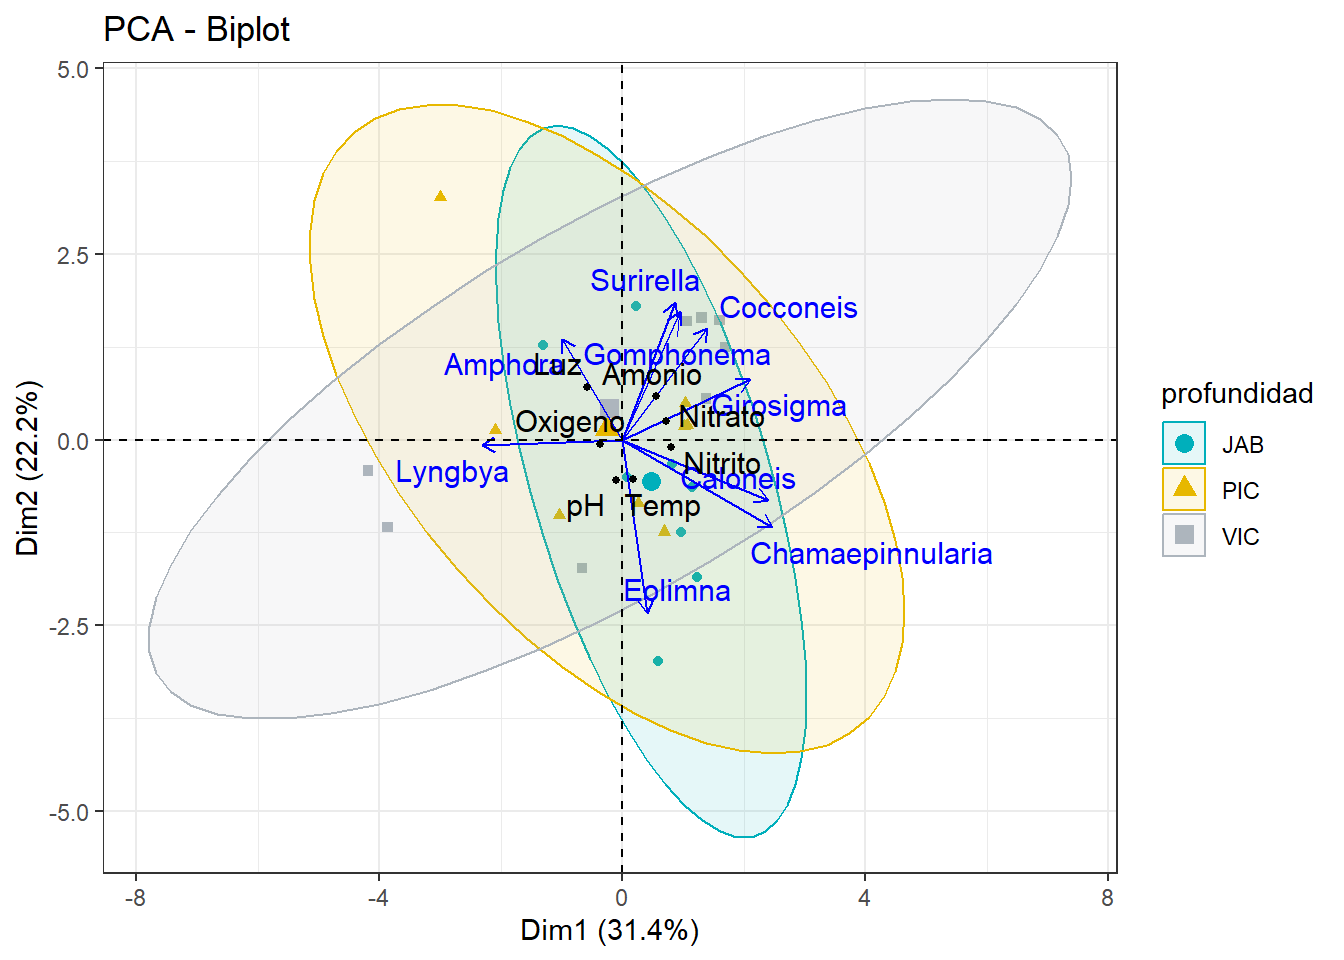 PCA - Biplot
5.0
2.5
0.0
-2.5
-5.0
Dim2 (22.2%)
Surirella
Cocconeis
Gomphonema
Amphora
Luz
Amonio
Girosigma
Nitrato
Oxigeno
Nitrito
Lyngbya
Caloneis
pH
Temp
Chamaepinnularia
Eolimna
-8
-4
0
4
8
Dim1 (31.4%)
profundidad
JAB
PIC
VIC